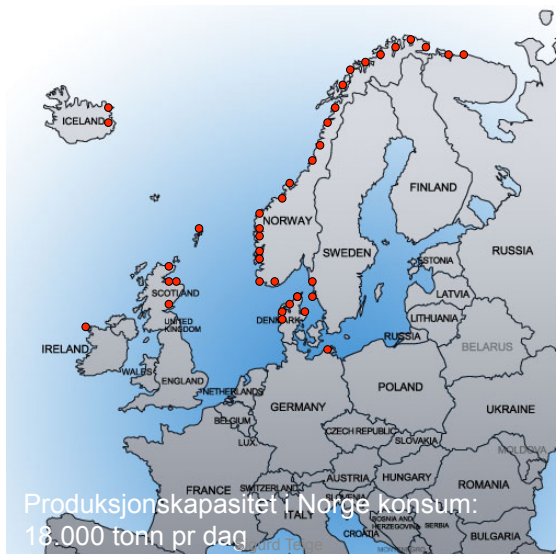 ICELAND
FINLAND
NORWAY
SWEDEN
RUSSIA
ESTONIA
SCOTLAND
LATVIA
UNITED
KINGDOM
DENMARK
LITHUANIA
IRELAND
RUSSIA
BELARUS
WALES
ENGLAND
NETHERLANDS
POLAND
GERMANY
BELGIUM
UKRAINE
CZECH REPUBLIC
LUX
SLOVAKIA
MOLDOVA
AUSTRIA
HUNGARY
FRANCE
SWITZERLAND
ROMANIA
SLOVENIA
Produksjonskapasitet i Norge konsum:
ITALY
CROATIA
BOSNIA AND
HERZEGOVINA
SERBIA
BULGARIA
18.000 tonn pr dag